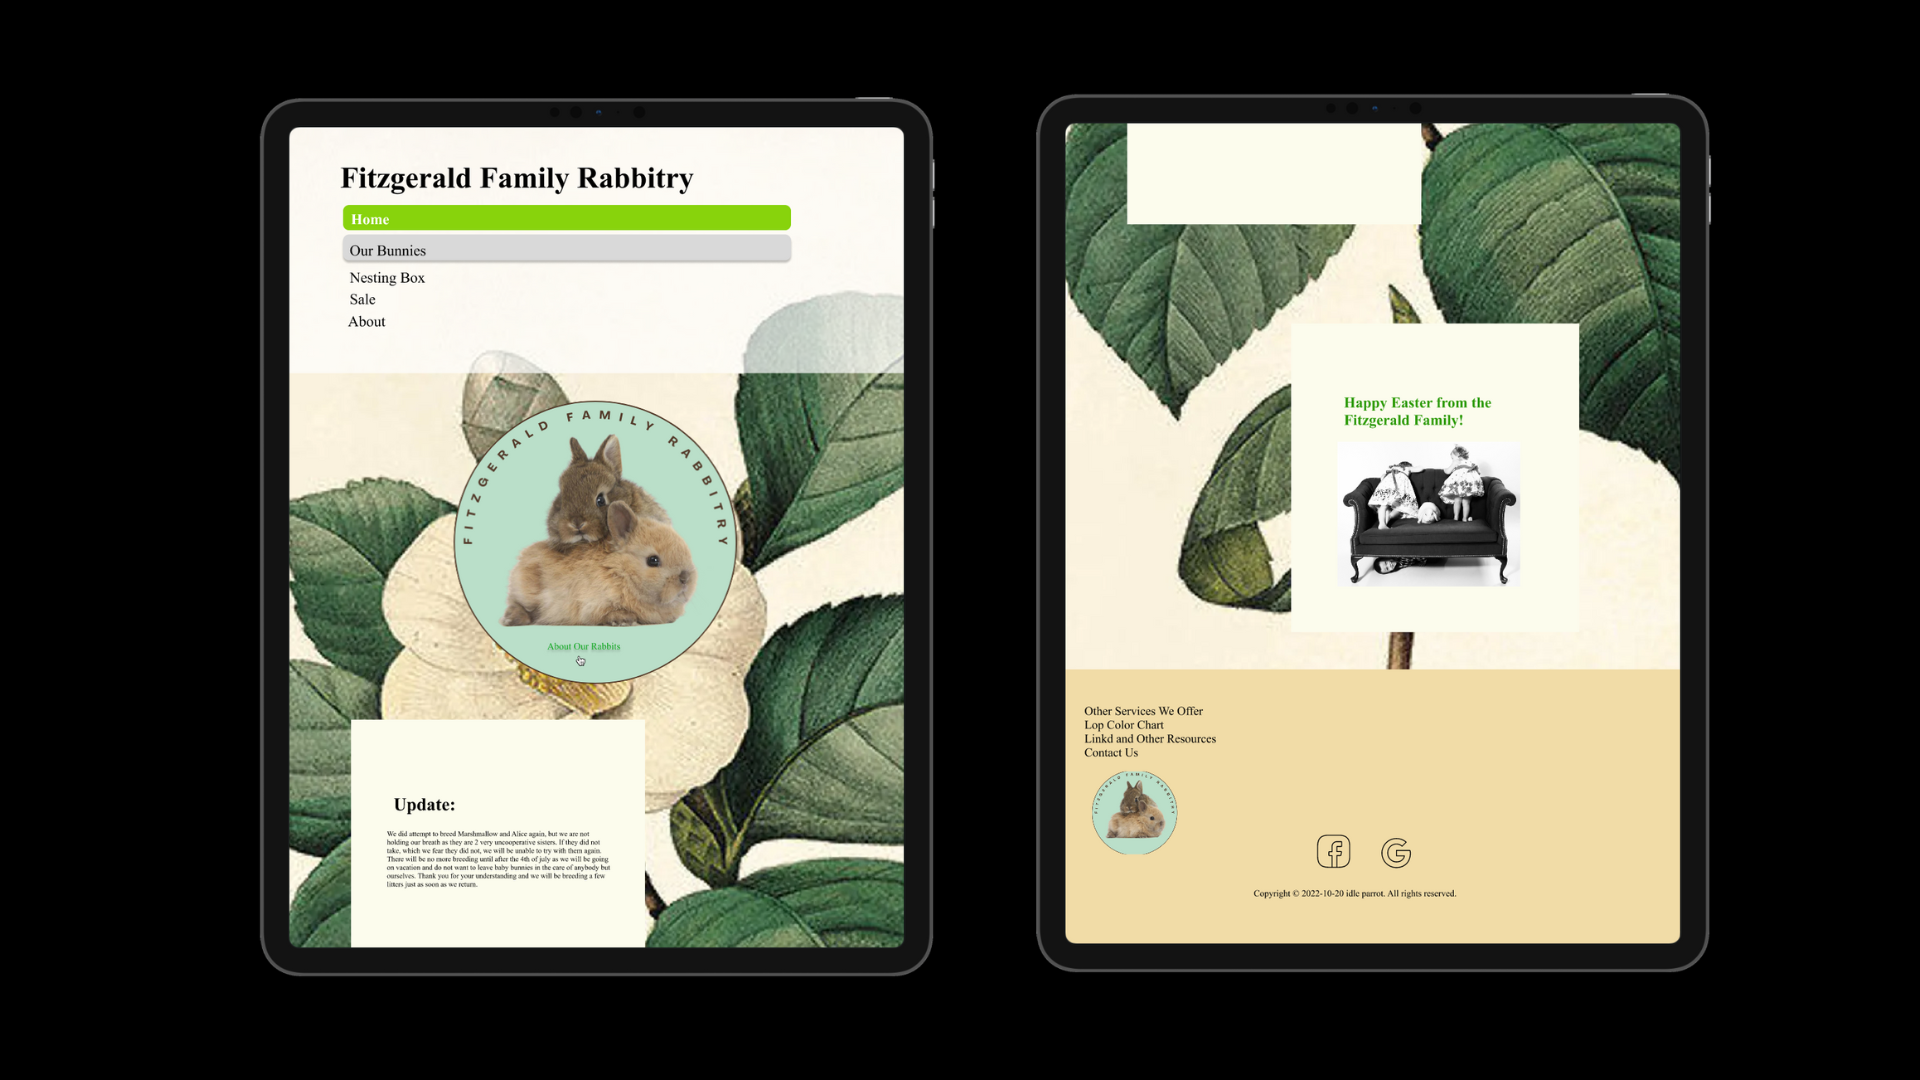 Fitzgerald Family Rabbitry
Home
Our Bunnies
Nesting Box
Sale
About
FITZGERALD FAMILY RABBITRY
About Our Rabbits
Update:
We did attempt to breed Marshmallow and Alice again, but we are not
holding our breath as they are 2 very uncooperative sisters. If they did not
take, which we fear they did not, we will be unable to try with them again.
There will be no more breeding until after the 4th of july as we will be going
on vacation and do not want to leave baby bunnies in the care of anybody but
ourselves. Thank you for your understanding and we will be breeding a few
litters just as soon as we return.
Happy Easter from the
Fitzgerald Family!
Other Services We Offer
Lop Color Chart
Linkd and Other Resources
Contact Us
FITZGERALD FAMILY RABBITRY
Copyright © 2022-10-20 idle parrot. All rights reserved.